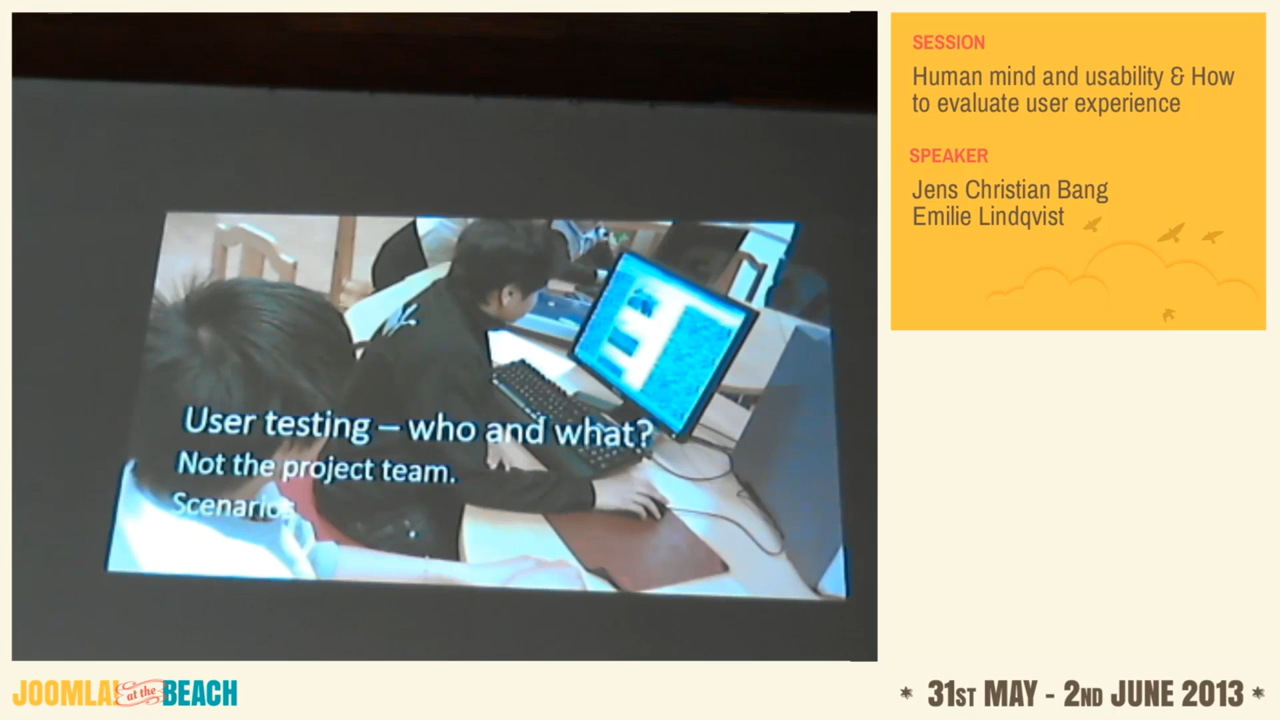 SESSION
Human mind and usability & How
to evaluate user experience
SPEAKER
Jens Christian Bang
Emilie Lindqvist
User testing – who and what?
Not the project team.
Scenarios
JOOMLA! at the BEACH
* 31ST MAY - 2ND JUNE 2013 *